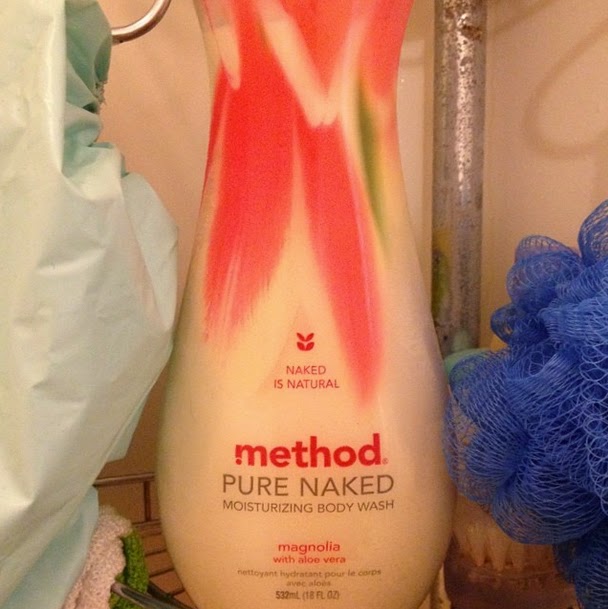 NAKED
IS NATURAL
method®
PURE NAKED
MOISTURIZING BODY WASH
magnolia
with aloe vera
nettoyant hydratant pour le corps
avec aloès
532mL (18 FL OZ)